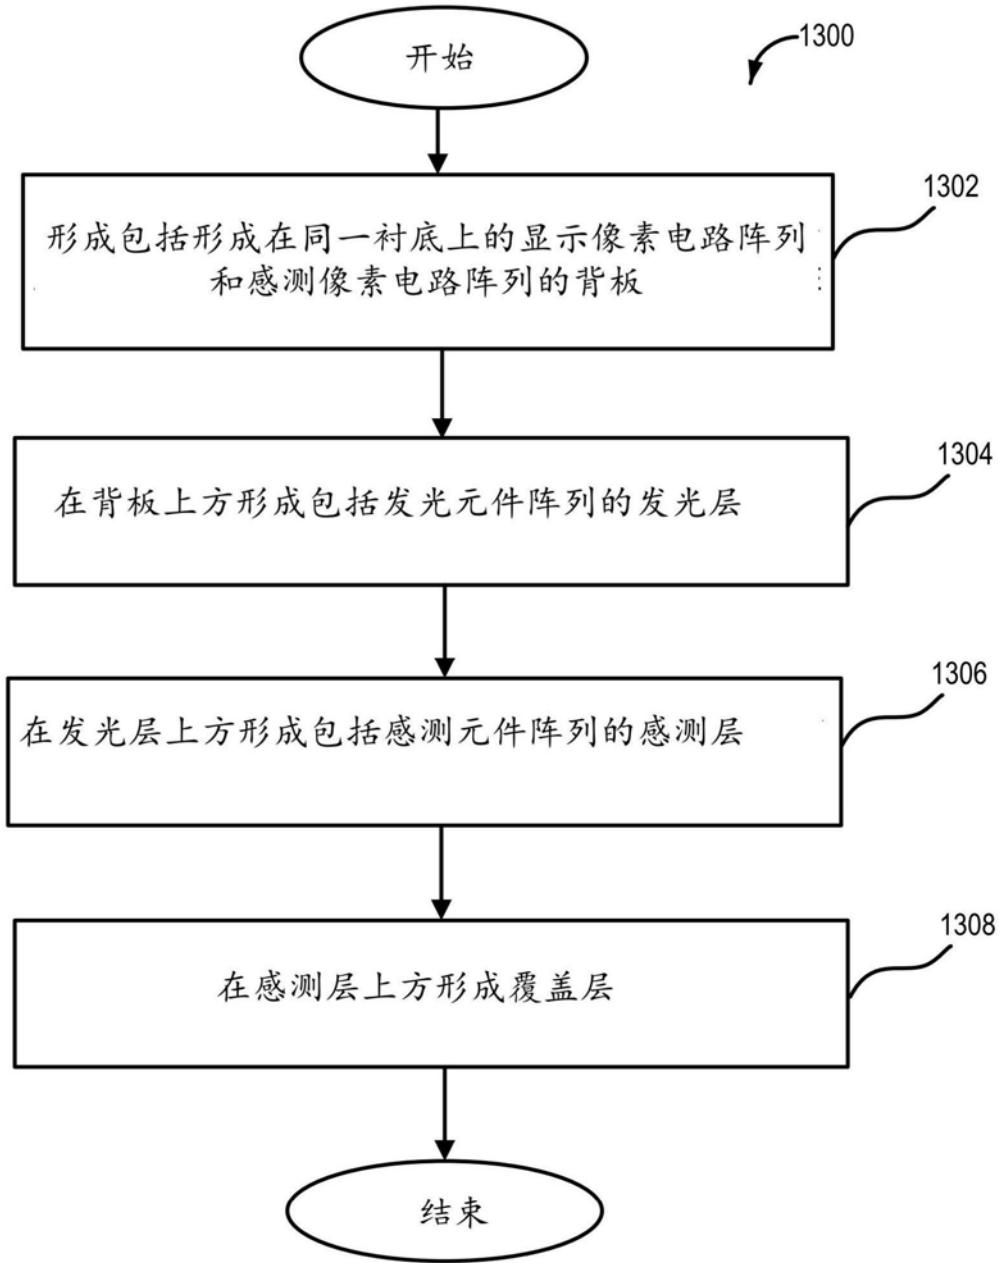 开始
1300
1302
形成包括形成在同一衬底上的显示像素电路阵列
和感测像素电路阵列的背板
1304
在背板上方形成包括发光元件阵列的发光层
1306
在发光层上方形成包括感测元件阵列的感测层
1308
在感测层上方形成覆盖层
结束